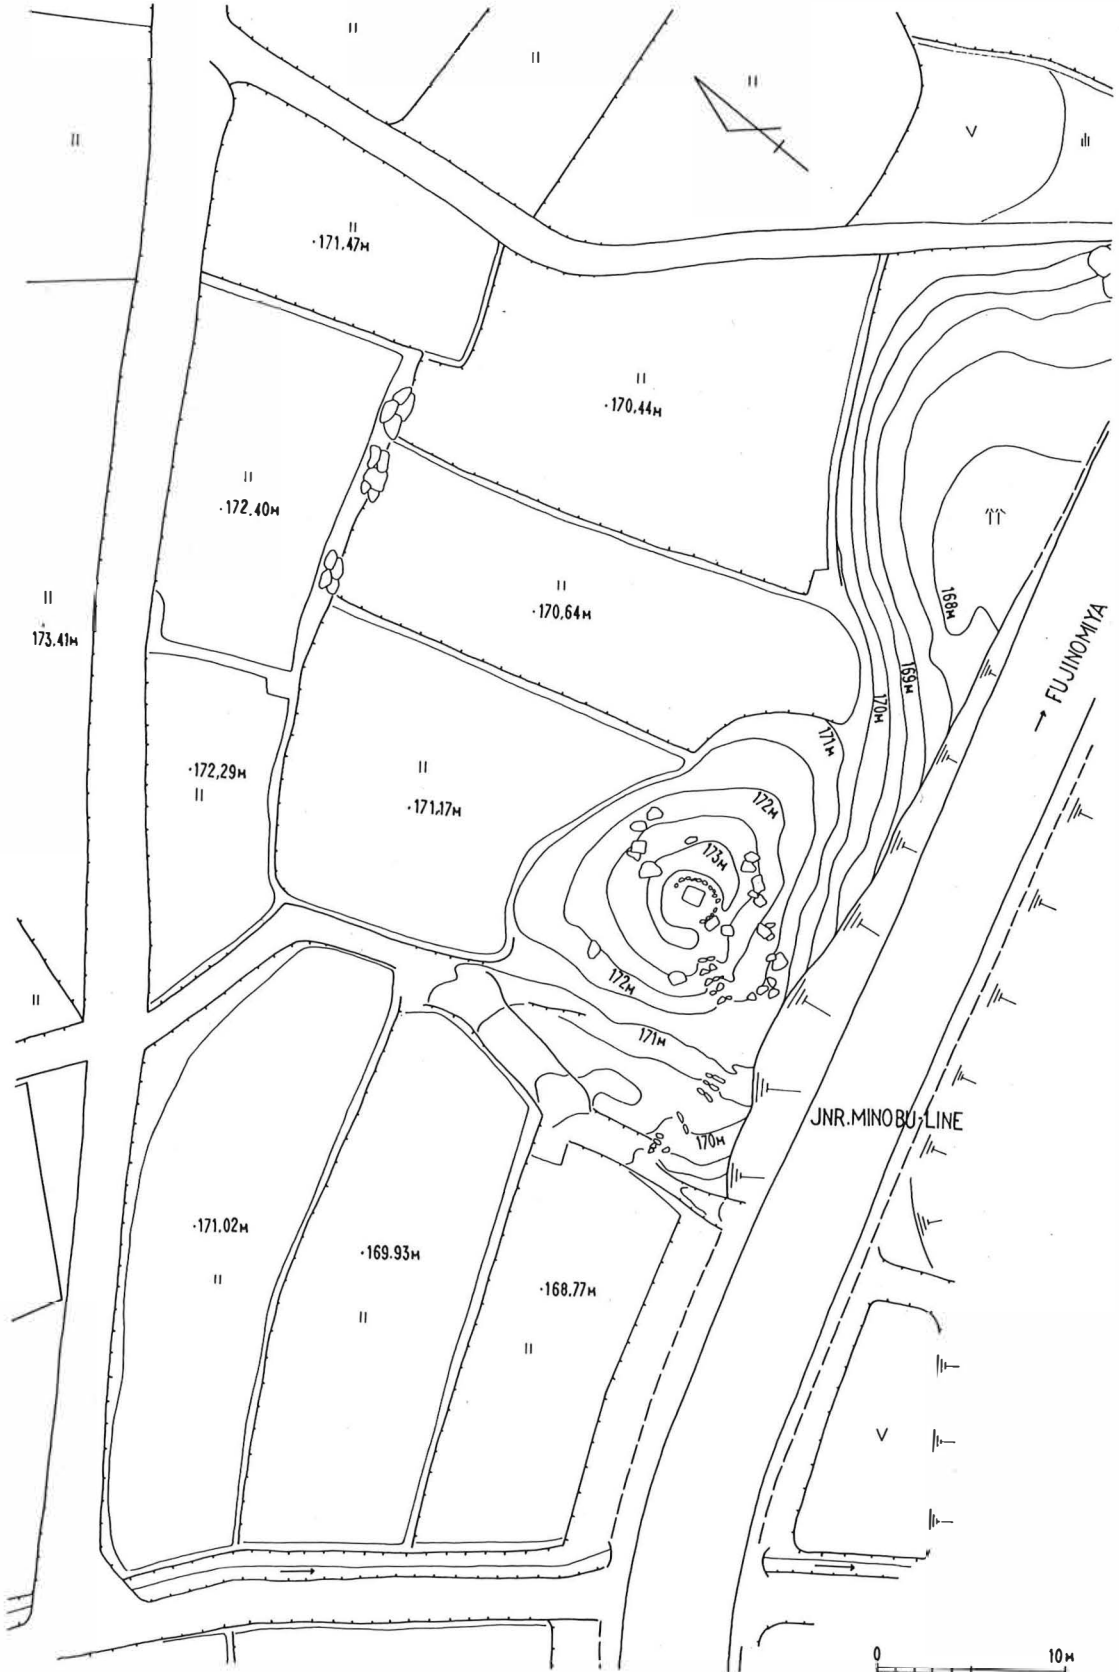 ·171.47M
·170.44M
·172.40M
·170.64M
168M
173.41M
→ FUJINOMIYA
169M
170M
171M
·172.29M
·171.17M
172M
173M
172M
171M
JNR.MINOBU-LINE
170M
·171.02M
·169.93M
·168.77M
0 10M